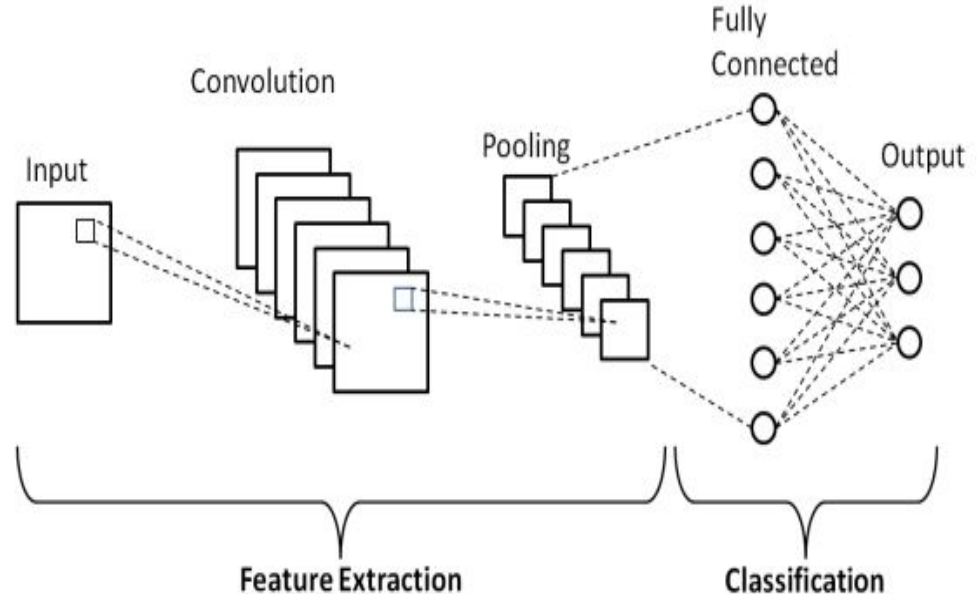 Input
Convolution
Pooling
Fully
Connected
Output
Feature Extraction
Classification